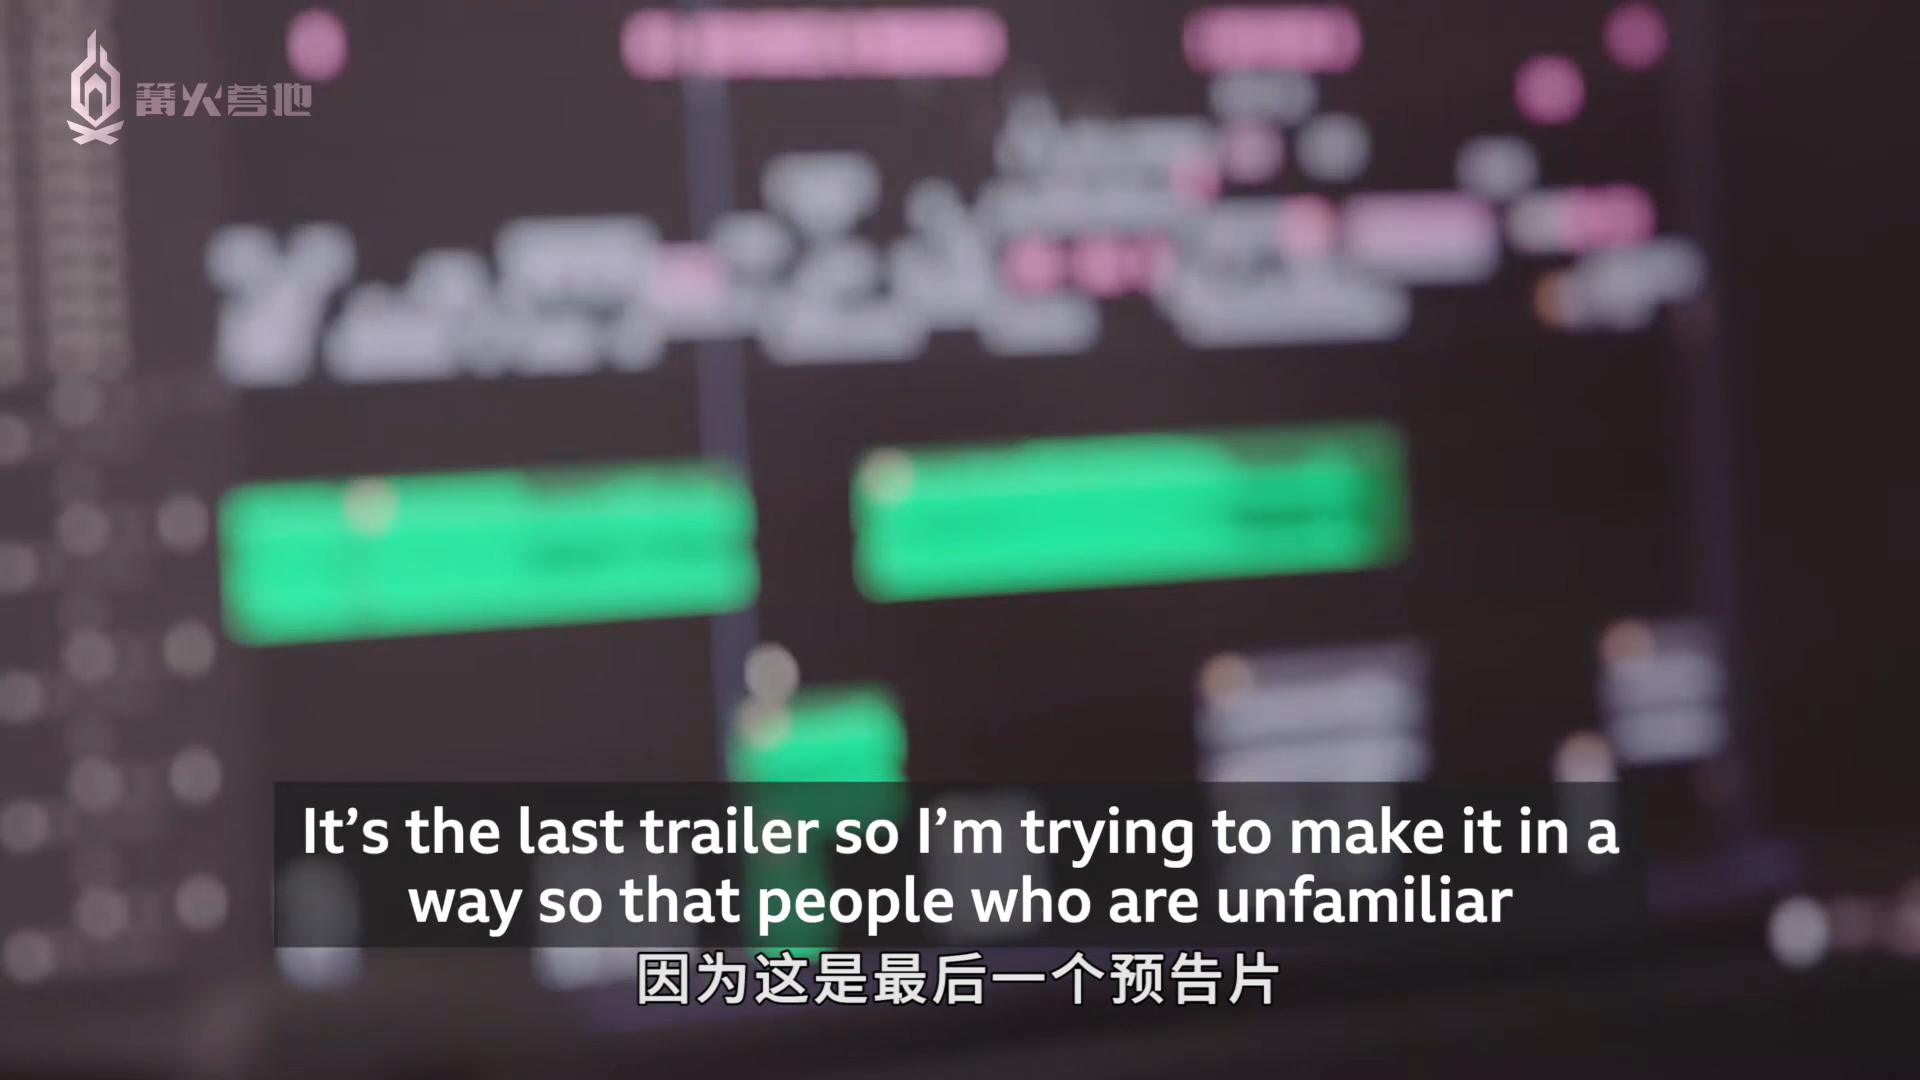 篝火营地
It's the last trailer so I'm trying to make it in a
way so that people who are unfamiliar
因为这是最后一个预告片